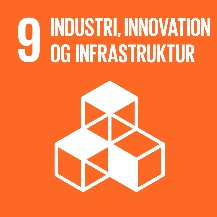 9 INDUSTRI, INNOVATION
OG INFRASTRUKTUR